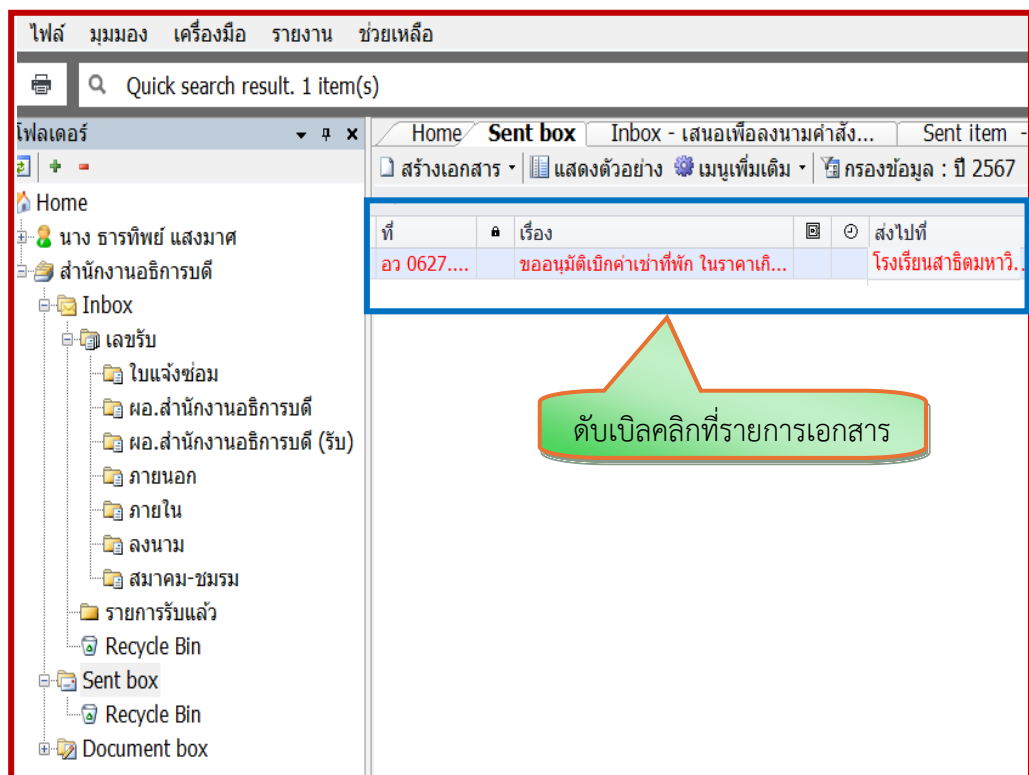 ไฟล์ มุมมอง เครื่องมือ รายงาน ช่วยเหลือ
Quick search result. 1 item(s)
โฟลเดอร์
Home Sent box Inbox - เสนอเพื่อลงนามคำสั่ง... Sent item -
สร้างเอกสาร แสดงตัวอย่าง เมนูเพิ่มเติม กรองข้อมูล : ปี 2567
Home
นาง ธารทิพย์ แสงมาศ
สำนักงานอธิการบดี
Inbox
เลขรับ
ใบแจ้งซ่อม
ผอ.สำนักงานอธิการบดี
ผอ.สำนักงานอธิการบดี (รับ)
ภายนอก
ภายใน
ลงนาม
สมาคม-ชมรม
รายการรับแล้ว
Recycle Bin
Sent box
Recycle Bin
Document box
ที่ เรื่อง ส่งไปที่
อว 0627.... ขออนุมัติเบิกค่าเช่าที่พัก ในราคาเกิ... โรงเรียนสาธิตมหาวิ..
ดับเบิลคลิกที่รายการเอกสาร